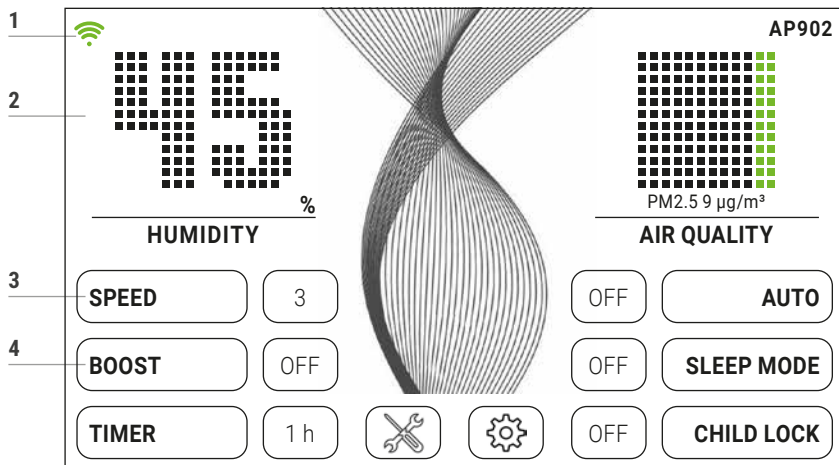 1
AP902
2
45
%
PM2.5 9 µg/m³
HUMIDITY
AIR QUALITY
3
SPEED
3
OFF
AUTO
4
BOOST
OFF
OFF
SLEEP MODE
TIMER
1 h
OFF
CHILD LOCK